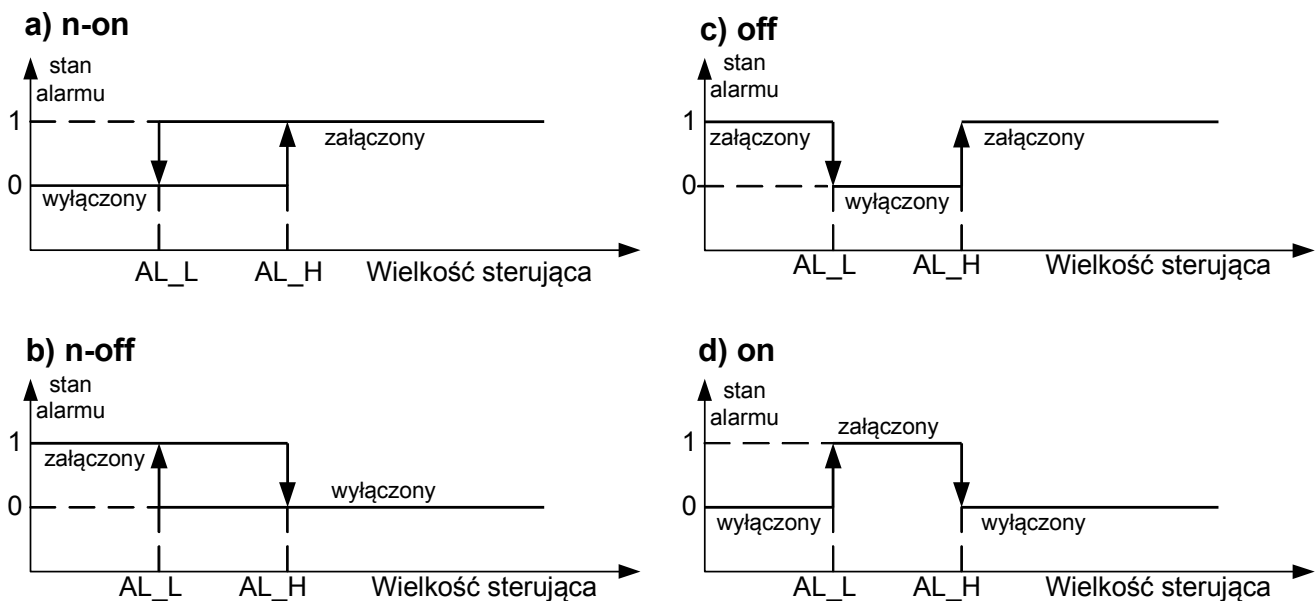 a) n-on
stan
alarmu
1
załączony
0
wyłączony
AL_L
AL_H
Wielkość sterująca
c) off
stan
alarmu
1
załączony
załączony
0
wyłączony
AL_L
AL_H
Wielkość sterująca
b) n-off
stan
alarmu
1
załączony
wyłączony
0
AL_L
AL_H
Wielkość sterująca
d) on
stan
alarmu
załączony
1
0
wyłączony
wyłączony
AL_L
AL_H
Wielkość sterująca